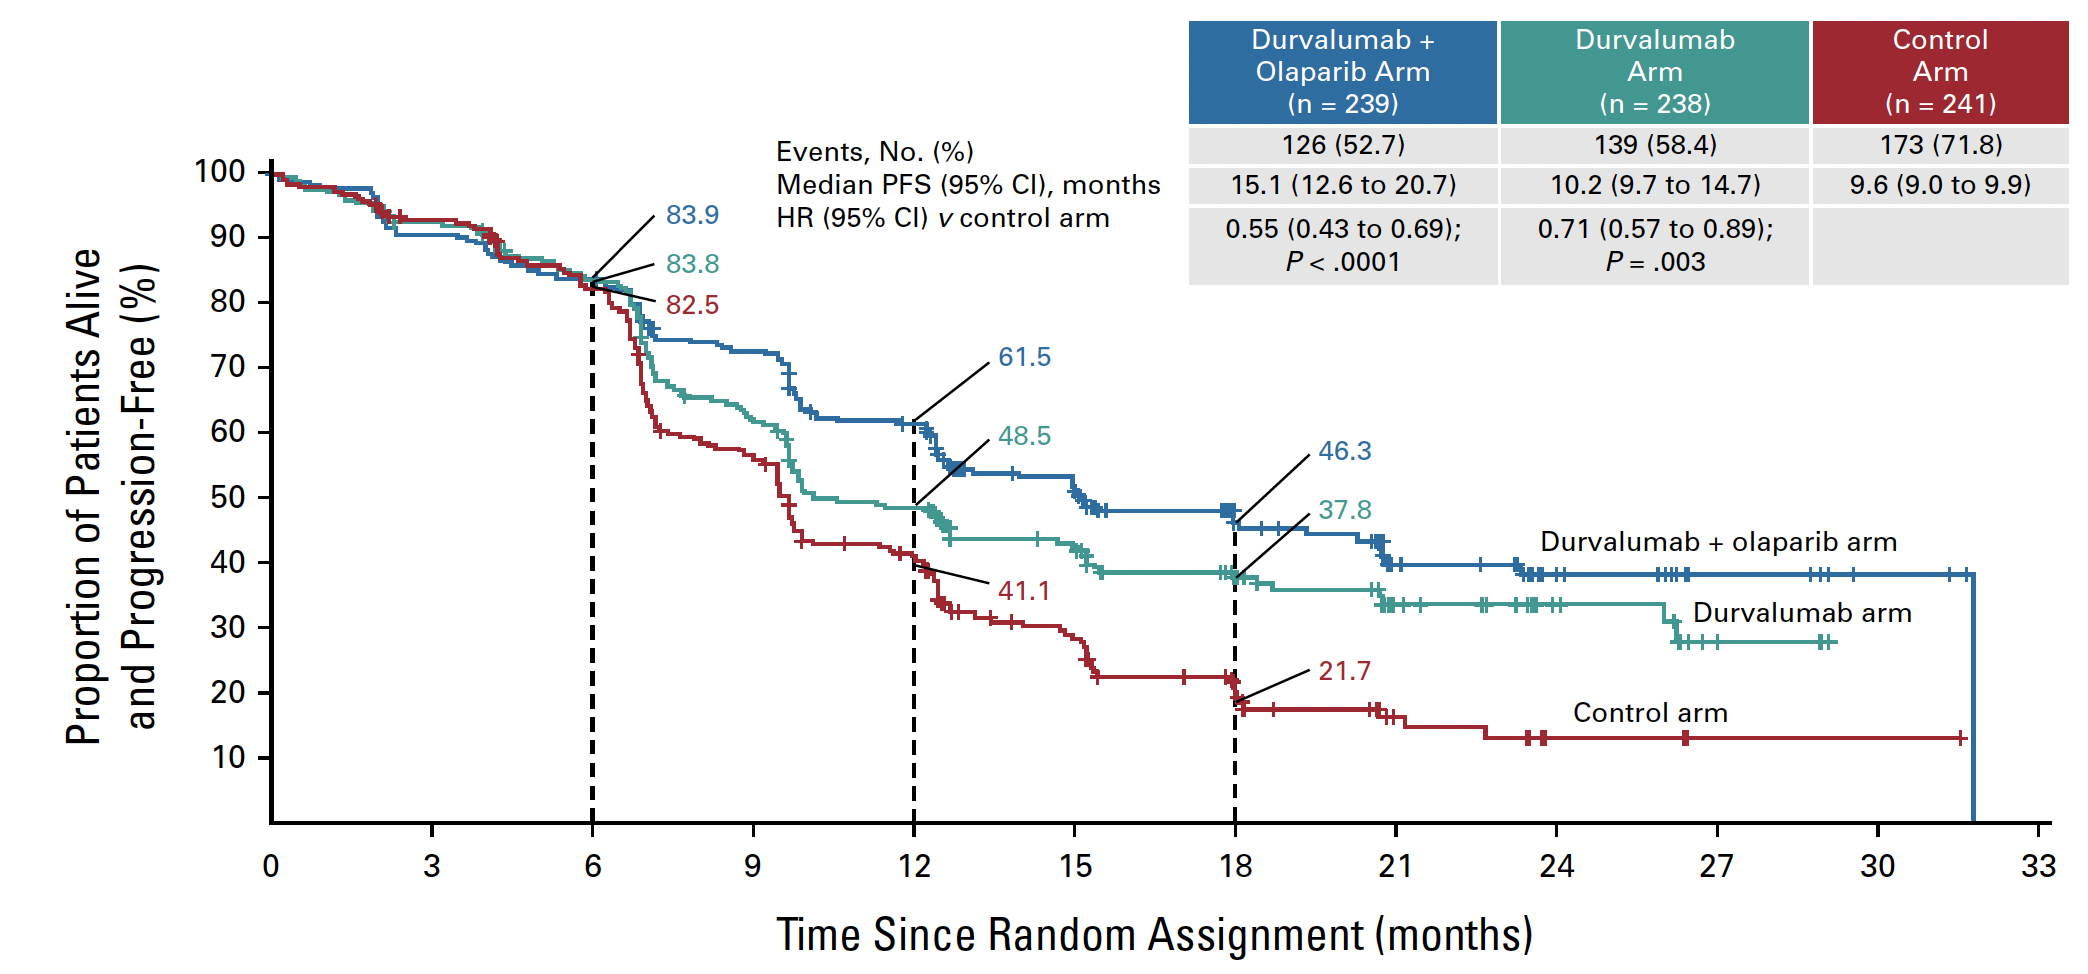 Durvalumab +
Olaparib Arm
(n = 239)
Durvalumab
Arm
(n = 238)
Control
Arm
(n = 241)
Events, No. (%)
126 (52.7)
139 (58.4)
173 (71.8)
Median PFS (95% CI), months
15.1 (12.6 to 20.7)
10.2 (9.7 to 14.7)
9.6 (9.0 to 9.9)
HR (95% CI) v control arm
0.55 (0.43 to 0.69);
P < .0001
0.71 (0.57 to 0.89);
P = .003
Proportion of Patients Alive
and Progression-Free (%)
100
90
80
70
60
50
40
30
20
10
83.9
83.8
82.5
61.5
48.5
41.1
46.3
37.8
21.7
Durvalumab + olaparib arm
Durvalumab arm
Control arm
0 3 6 9 12 15 18 21 24 27 30 33
Time Since Random Assignment (months)